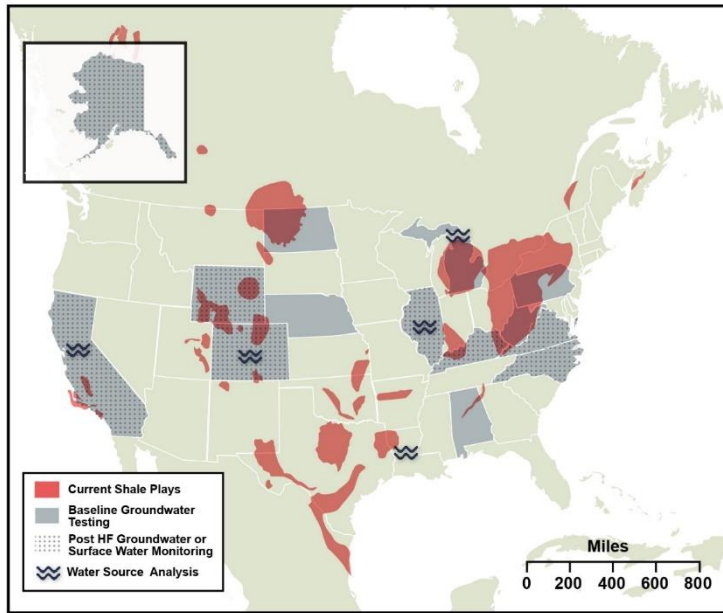 Current Shale Plays
Baseline Groundwater
Testing
Post HF Groundwater or
Surface Water Monitoring
Water Source Analysis
Miles
0 200 400 600 800